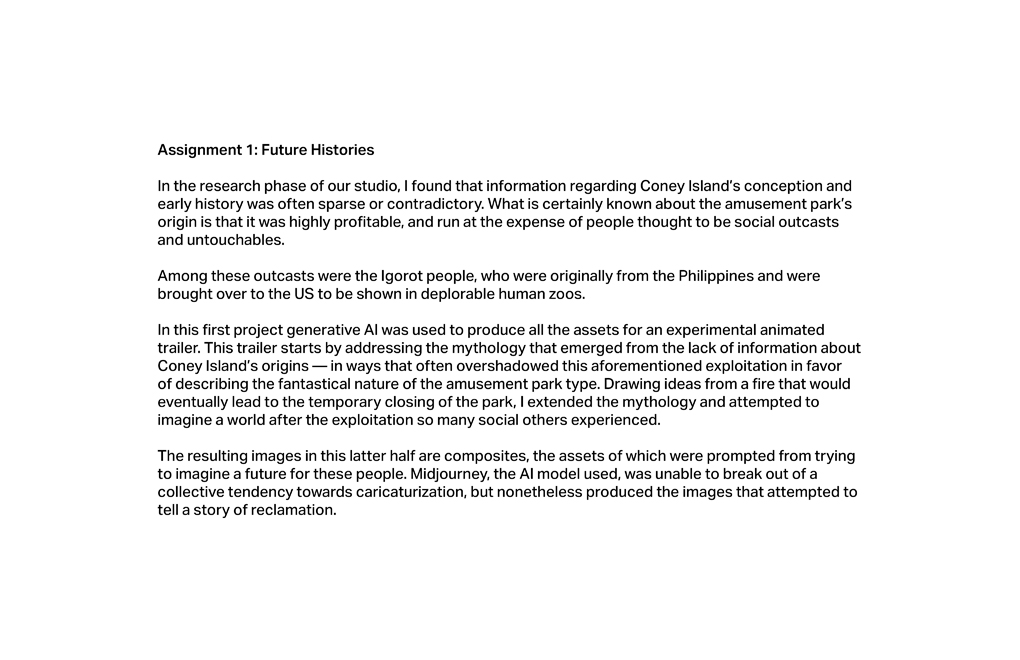 Assignment 1: Future Histories
In the research phase of our studio, I found that information regarding Coney Island’s conception and
early history was often sparse or contradictory. What is certainly known about the amusement park’s
origin is that it was highly profitable, and run at the expense of people thought to be social outcasts
and untouchables.
Among these outcasts were the Igorot people, who were originally from the Philippines and were
brought over to the US to be shown in deplorable human zoos.
In this first project generative AI was used to produce all the assets for an experimental animated
trailer. This trailer starts by addressing the mythology that emerged from the lack of information about
Coney Island’s origins — in ways that often overshadowed this aforementioned exploitation in favor
of describing the fantastical nature of the amusement park type. Drawing ideas from a fire that would
eventually lead to the temporary closing of the park, I extended the mythology and attempted to
imagine a world after the exploitation so many social others experienced.
The resulting images in this latter half are composites, the assets of which were prompted from trying
to imagine a future for these people. Midjourney, the AI model used, was unable to break out of a
collective tendency towards caricaturization, but nonetheless produced the images that attempted to
tell a story of reclamation.